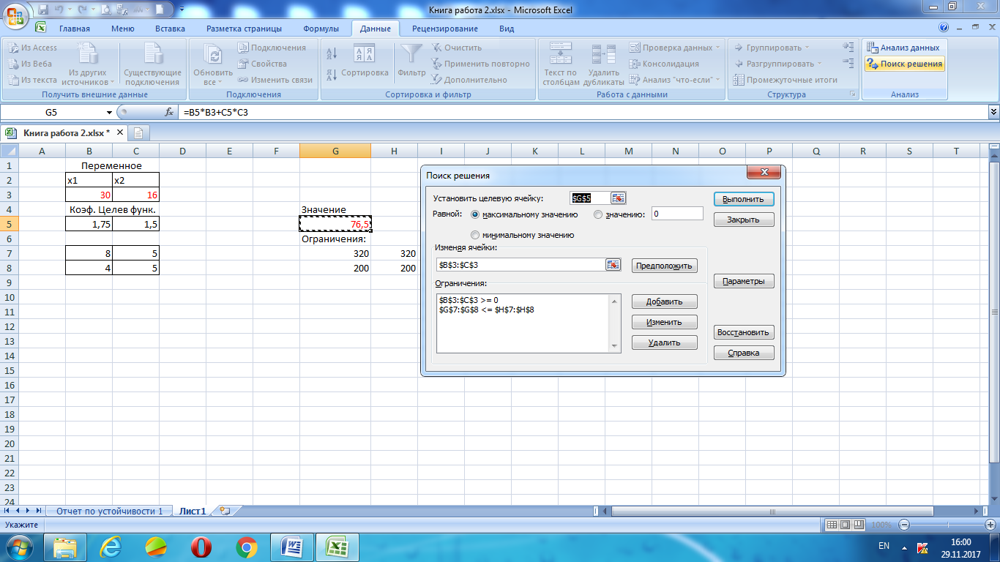 Книга работа 2.xlsx - Microsoft Excel
Главная Меню Вставка Разметка страницы Формулы Данные Рецензирование Вид
Из Access
Из Веба
Из текста
Из других источников
Существующие подключения
Получить внешние данные
Обновить все
Подключения
Свойства
Изменить связи
Подключения
Сортировка
Фильтр
Очистить
Применить повторно
Дополнительно
Сортировка и фильтр
Текст по столбцам
Удалить дубликаты
Проверка данных
Консолидация
Анализ "что-если"
Работа с данными
Группировать
Разгруппировать
Промежуточные итоги
Структура
Анализ данных
Поиск решения
Анализ
G5 fx =B5*B3+C5*C3
Книга работа 2.xlsx *
A B C D E F G H I J K L M N O P Q R S T
1 Переменное
2 x1 x2
3 30 16
4 Коэф. Целев функ. Значение
5 1,75 1,5 76,5
6 Ограничения:
7 8 5 320 320
8 4 5 200 200
9
10
11
12
13
14
15
16
17
18
19
20
21
22
23
24
Поиск решения
Установить целевую ячейку: $G$5 Выполнить
Равной: максимальному значению значению: 0 Закрыть
минимальному значению
Изменяя ячейки:
$B$3:$C$3 Предположить
Параметры
Ограничения:
$B$3:$C$3 >= 0 Добавить
$G$7:$G$8 <= $H$7:$H$8
Изменить
Восстановить
Удалить
Справка
Отчет по устойчивости 1 Лист1
Укажите 100%
EN 16:00
29.11.2017